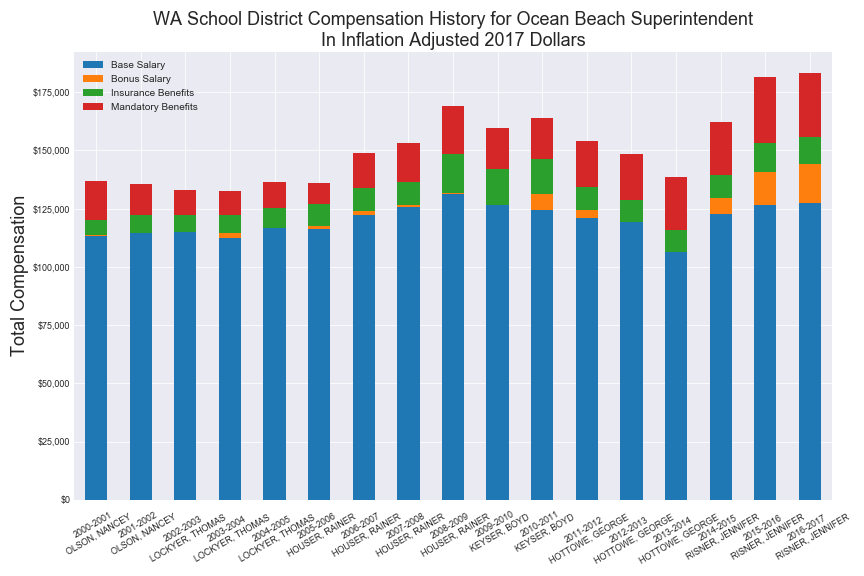 WA School District Compensation History for Ocean Beach Superintendent
In Inflation Adjusted 2017 Dollars
Base Salary
Bonus Salary
Insurance Benefits
Mandatory Benefits
Total Compensation
$175,000
$150,000
$125,000
$100,000
$75,000
$50,000
$25,000
$0
2000-2001
OLSON, NANCEY
2001-2002
OLSON, NANCEY
2002-2003
LOCKYER, THOMAS
2003-2004
LOCKYER, THOMAS
2004-2005
LOCKYER, THOMAS
2005-2006
HOUSER, RAINER
2006-2007
HOUSER, RAINER
2007-2008
HOUSER, RAINER
2008-2009
HOUSER, RAINER
2009-2010
KEYSER, BOYD
2010-2011
KEYSER, BOYD
2011-2012
HOTTOWE, GEORGE
2012-2013
HOTTOWE, GEORGE
2013-2014
HOTTOWE, GEORGE
2014-2015
RISNER, JENNIFER
2015-2016
RISNER, JENNIFER
2016-2017
RISNER, JENNIFER